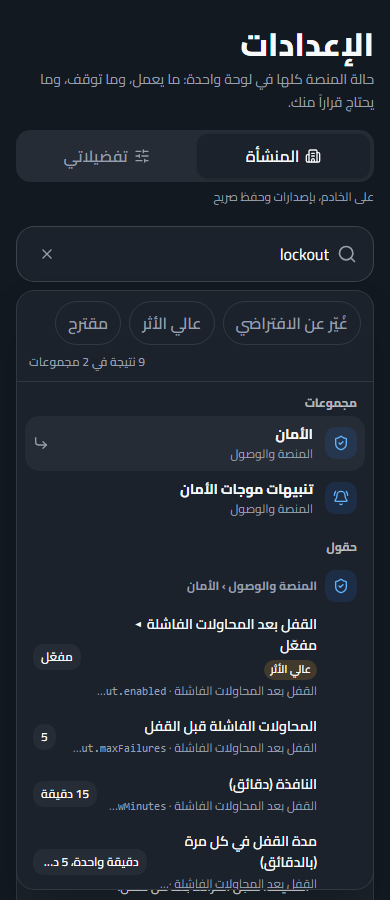 الإعدادات
حالة المنصة كلها في لوحة واحدة: ما يعمل، وما توقف، وما
يحتاج قراراً منك.
المنشأة
تفضيلاتي
على الخادم، بإصدارات وحفظ صريح
lockout
غُيّر عن الافتراضي
عالي الأثر
مقترح
9 نتيجة في 2 مجموعات
مجموعات
الأمان
المنصة والوصول
تنبيهات موجات الأمان
المنصة والوصول
حقول
المنصة والوصول › الأمان
القفل بعد المحاولات الفاشلة ◂
مفعّل
مفعّل
عالي الأثر
القفل بعد المحاولات الفاشلة · ut.enabled…
المحاولات الفاشلة قبل القفل
5
القفل بعد المحاولات الفاشلة · ut.maxFailures…
النافذة (دقائق)
15 دقيقة
القفل بعد المحاولات الفاشلة · wMinutes…
مدة القفل في كل مرة
(بالدقائق)
دقيقة واحدة، 5 د…
القفل بعد المحاولات الفاشلة · …